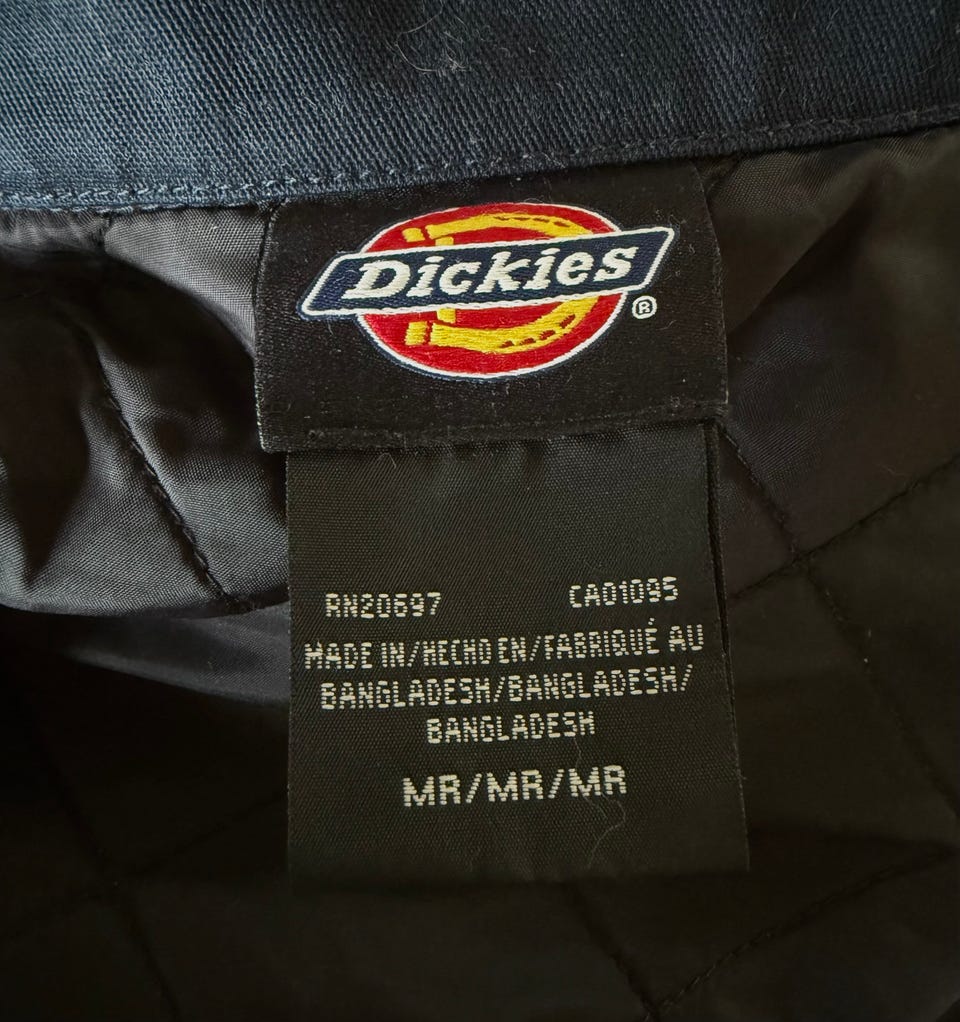 Dickies®
RN20697 CA01095
MADE IN/HECHO EN/FABRIQUÉ AU
BANGLADESH/BANGLADESH/
BANGLADESH
MR/MR/MR